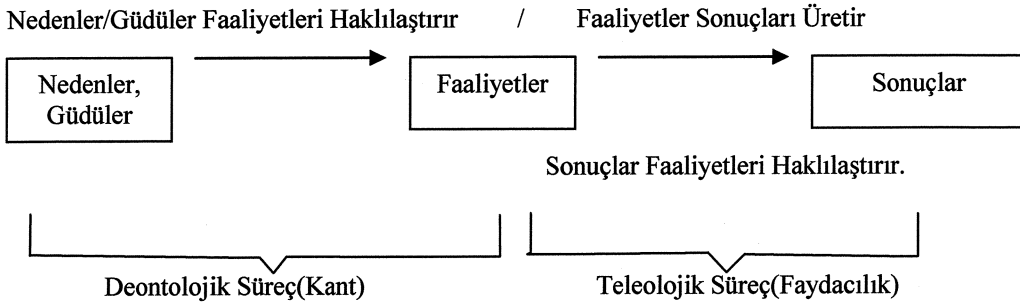 Nedenler/Güdüler Faaliyetleri Haklılaştırır / Faaliyetler Sonuçları Üretir
Nedenler,
Güdüler
Faaliyetler
Sonuçlar
Sonuçlar Faaliyetleri Haklılaştırır.
Deontolojik Süreç(Kant)
Teleolojik Süreç(Faydacılık)